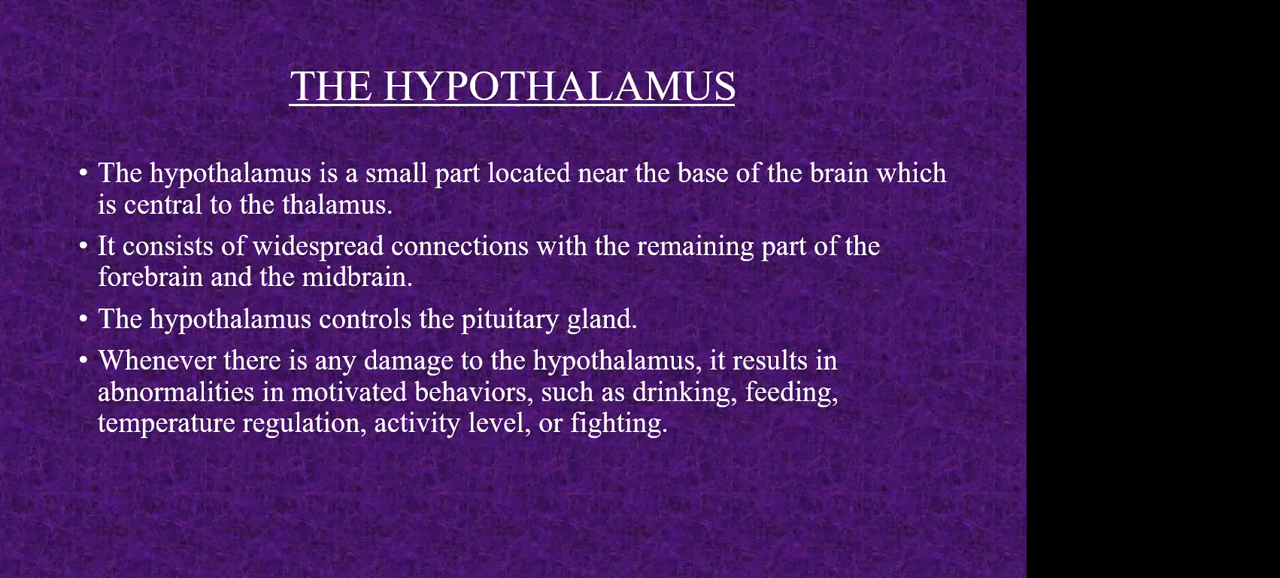 THE HYPOTHALAMUS
• The hypothalamus is a small part located near the base of the brain which
is central to the thalamus.
• It consists of widespread connections with the remaining part of the
forebrain and the midbrain.
• The hypothalamus controls the pituitary gland.
• Whenever there is any damage to the hypothalamus, it results in
abnormalities in motivated behaviors, such as drinking, feeding,
temperature regulation, activity level, or fighting.